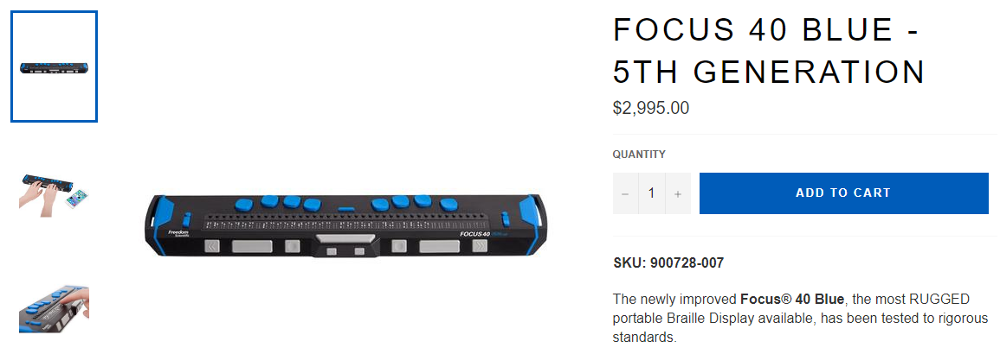 FOCUS 40 BLUE -
5TH GENERATION
$2,995.00
QUANTITY
− 1 +
ADD TO CART
Freedom
Scientific
FOCUS 40
SKU: 900728-007
The newly improved Focus® 40 Blue, the most RUGGED
portable Braille Display available, has been tested to rigorous
standards.